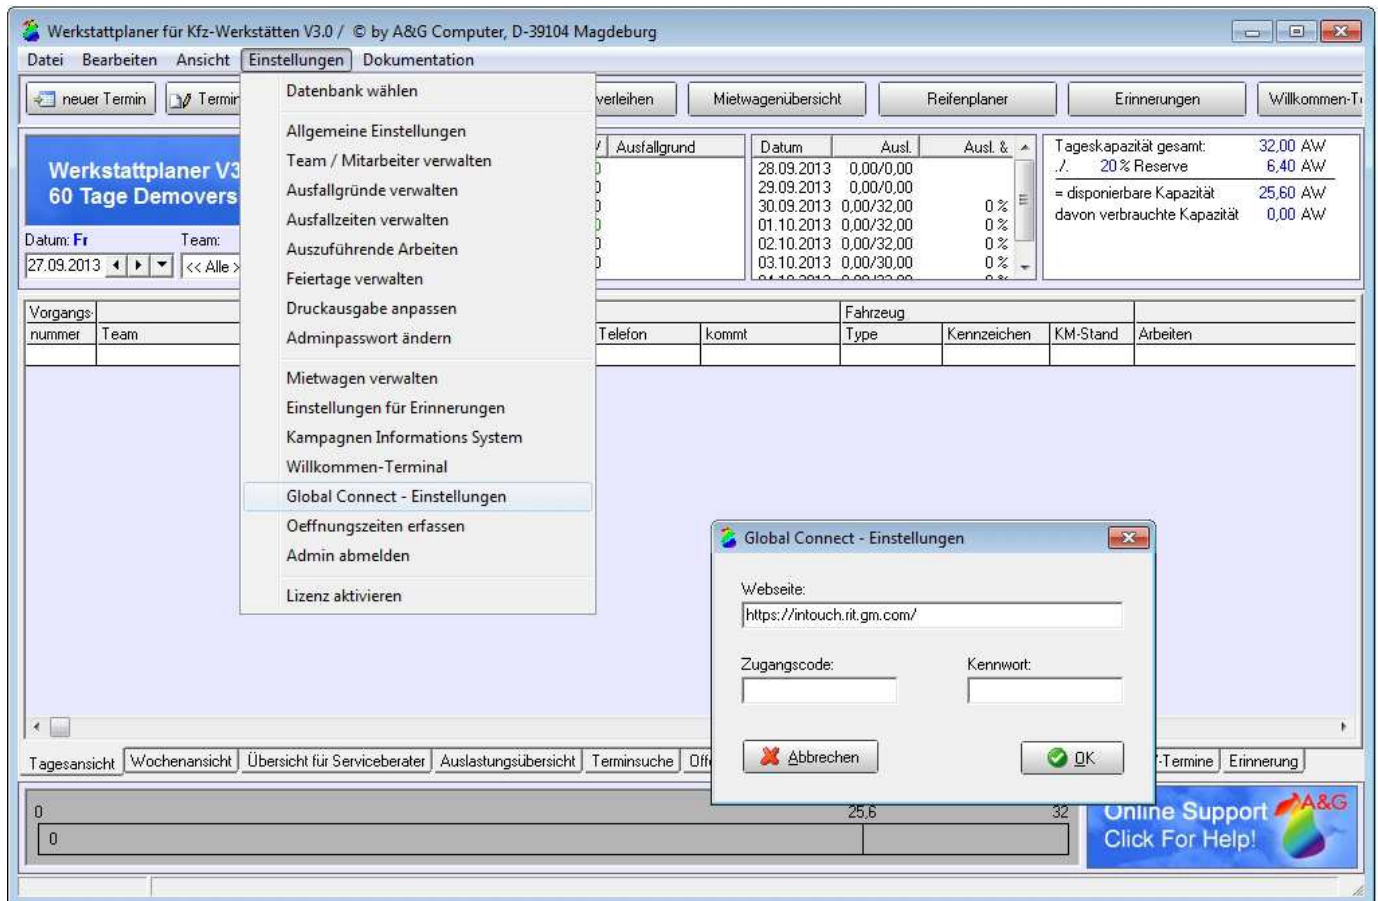 Werkstattplaner für Kfz-Werkstätten V3.0 / © by A&G Computer, D-39104 Magdeburg
Datei Bearbeiten Ansicht Einstellungen Dokumentation
neuer Termin Termin verleihen Mietwagenübersicht Reifenplaner Erinnerungen Willkommen-T
Datenbank wählen
Allgemeine Einstellungen
Team / Mitarbeiter verwalten
Ausfallgründe verwalten
Ausfallzeiten verwalten
Auszuführende Arbeiten
Feiertage verwalten
Druckausgabe anpassen
Adminpasswort ändern
Mietwagen verwalten
Einstellungen für Erinnerungen
Kampagnen Informations System
Willkommen-Terminal
Global Connect - Einstellungen
Oeffnungszeiten erfassen
Admin abmelden
Lizenz aktivieren
Werkstattplaner V3
60 Tage Demovers
Datum: Fr Team:
27.09.2013 << Alle >
Ausfallgrund
Datum Ausl. Ausl. &
28.09.2013 0,00/0,00
29.09.2013 0,00/0,00
30.09.2013 0,00/32,00 0 %
01.10.2013 0,00/32,00 0 %
02.10.2013 0,00/32,00 0 %
03.10.2013 0,00/30,00 0 %
Tageskapazität gesamt: 32,00 AW
./. 20 % Reserve 6,40 AW
= disponierbare Kapazität 25,60 AW
davon verbrauchte Kapazität 0,00 AW
Vorgangs- Fahrzeug
nummer Team Telefon kommt Type Kennzeichen KM-Stand Arbeiten
Global Connect - Einstellungen
Webseite:
https://intouch.rit.gm.com/
Zugangscode: Kennwort:
Abbrechen OK
Tagesansicht Wochenansicht Übersicht für Serviceberater Auslastungsübersicht Terminsuche Off -Termine Erinnerung
0 25,6 32
0
Online Support A&G
Click For Help!